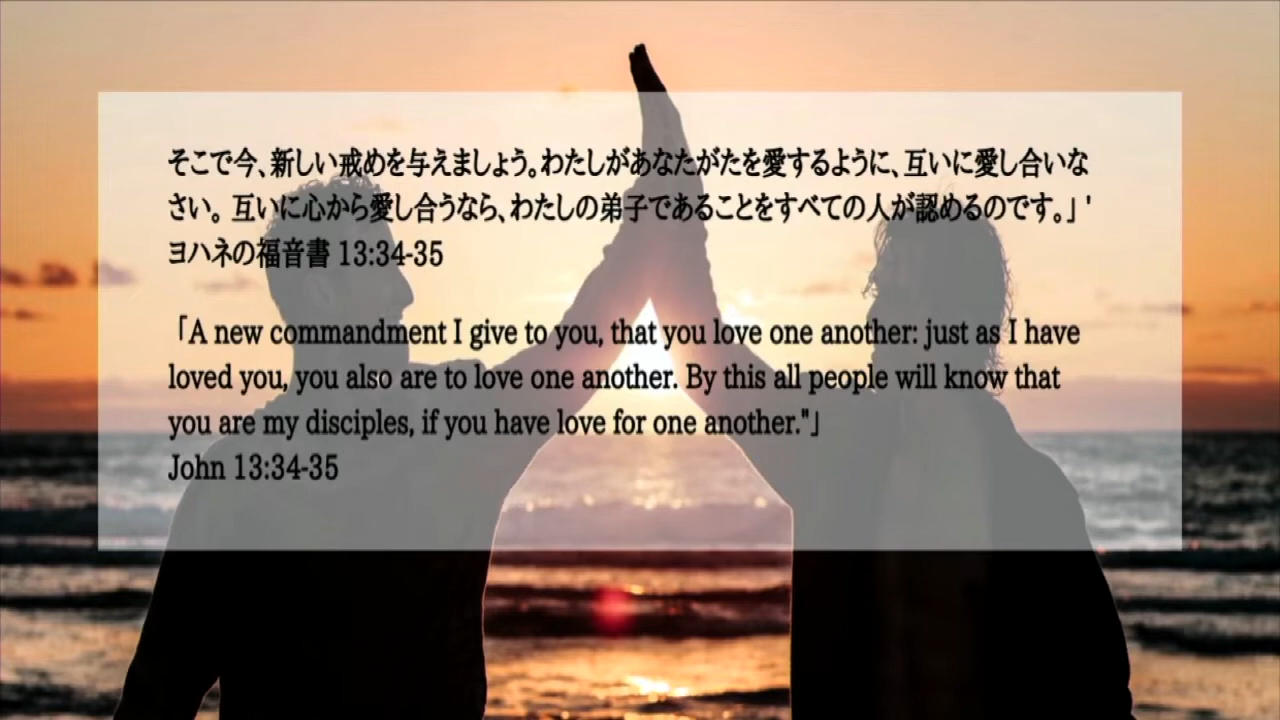 そこで今、新しい戒めを与えましょう。わたしがあなたがたを愛するように、互いに愛し合いな
さい。 互いに心から愛し合うなら、わたしの弟子であることをすべての人が認めるのです。」 '
ヨハネの福音書 13:34-35
「A new commandment I give to you, that you love one another: just as I have
loved you, you also are to love one another. By this all people will know that
you are my disciples, if you have love for one another."」
John 13:34-35